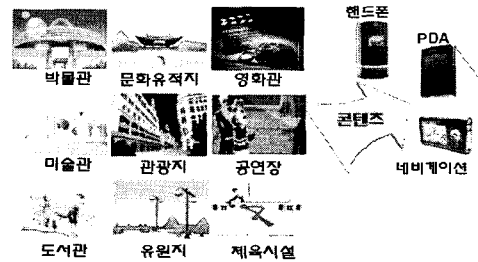 핸드폰
PDA
박물관 문화유적지 영화관
콘텐츠
미술관 관광지 공연장
네비게이션
도서관 유원지 체육시설